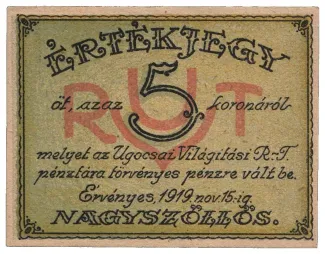 ÉRTÉKJEGY
RUT
öt, azaz 5 koronáról
melyet az Ugocsai Világitási R.-T.
pénztára törvényes pénzre vált be.
Érvényes, 1919. nov. 15-ig.
NAGYSZŐLLŐS.